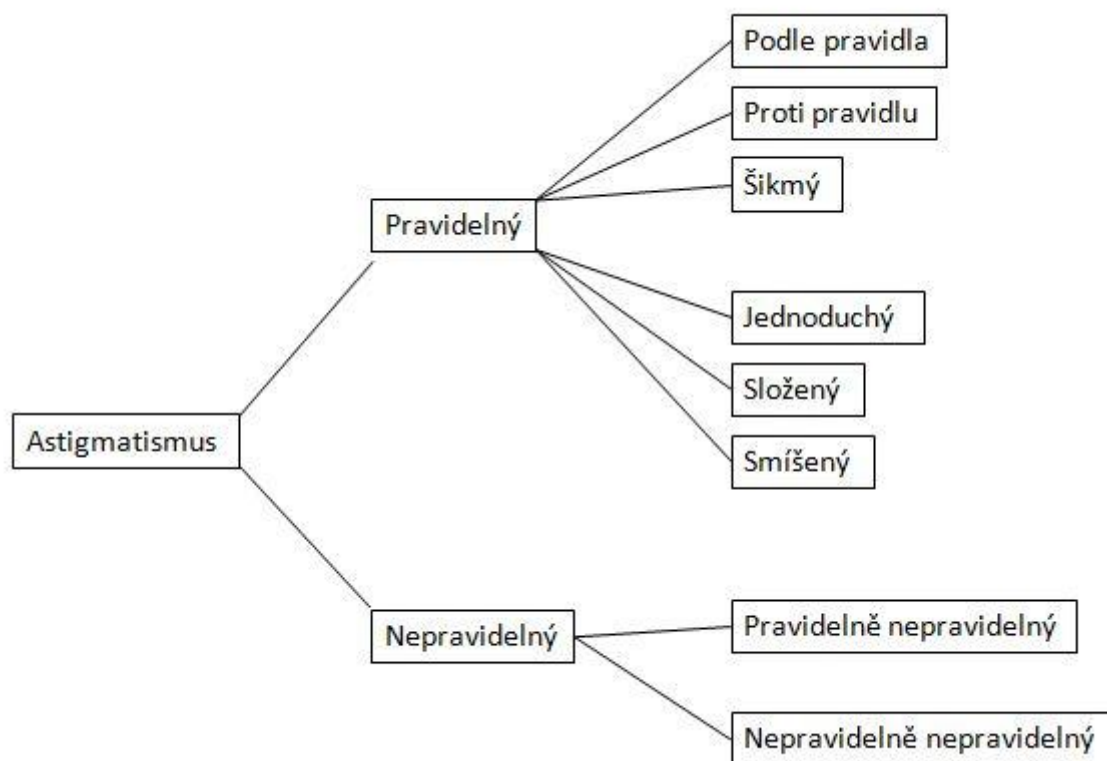 Podle pravidla
Proti pravidlu
Šikmý
Pravidelný
Jednoduchý
Složený
Astigmatismus
Smíšený
Pravidelně nepravidelný
Nepravidelný
Nepravidelně nepravidelný